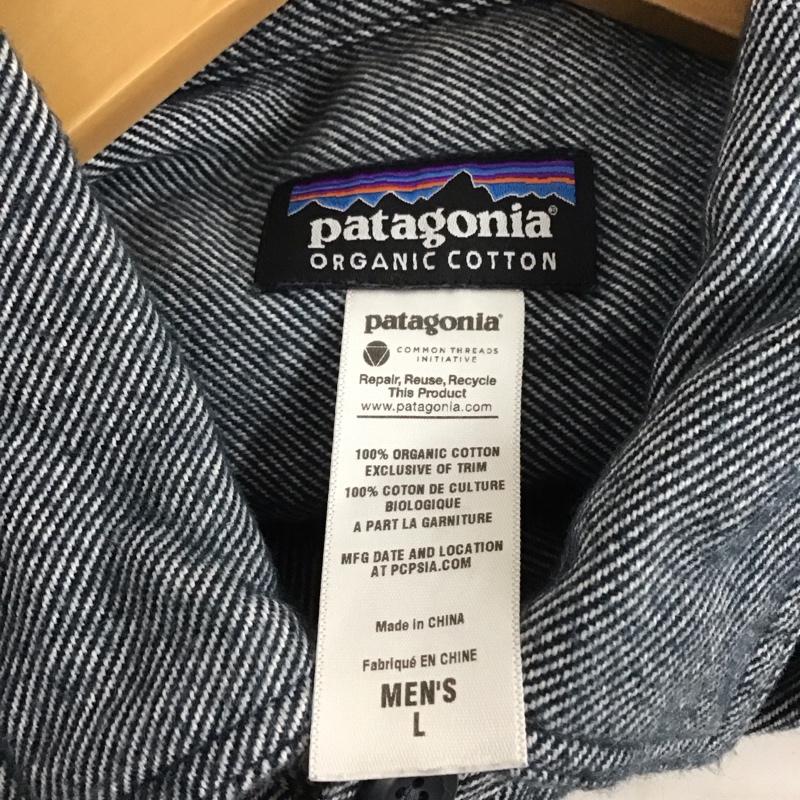 patagonia®
ORGANIC COTTON
patagonia®
COMMON THREADS
INITIATIVE
Repair, Reuse, Recycle
This Product
www.patagonia.com
100% ORGANIC COTTON
EXCLUSIVE OF TRIM
100% COTON DE CULTURE
BIOLOGIQUE
A PART LA GARNITURE
MFG DATE AND LOCATION
AT PCPSIA.COM
Made in CHINA
Fabriqué EN CHINE
MEN'S
L